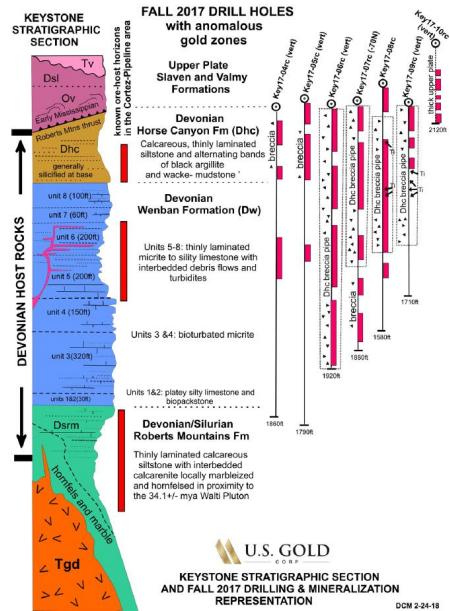 KEYSTONE
STRATIGRAPHIC
SECTION
FALL 2017 DRILL HOLES
with anomalous
gold zones
known ore-host horizons
in the Cortez-Pipeline area
Tv
Dsl
Ov
Early Mississippian
Roberts Mtns thrust
Dhc
generally
silicified at base
Upper Plate
Slaven and Valmy
Formations
Devonian
Horse Canyon Fm (Dhc)
Calcareous, thinly laminated
siltstone and alternating bands
of black argillite
and wacke- mudstone
DEVONIAN HOST ROCKS
unit 8 (100ft)
unit 7 (60ft)
unit 6 (200ft)
unit 5 (200ft)
unit 4 (150ft)
unit 3(320ft)
units 1&2(30ft)
Devonian
Wenban Formation (Dw)
Units 5-8: thinly laminated
micrite to sility limestone with
interbedded debris flows and
turbidites
Units 3 &4: bioturbated micrite
Units 1&2: platey silty limestone and
biopackstone
Dsrm
hornfels and marble
Tgd
Devonian/Silurian
Roberts Mountains Fm
Thinly laminated calcareous
siltstone with interbedded
calcarenite locally marbleized
and hornfelsed in proximity to
the 34.1+/- mya Walti Pluton
Key17-04rc (vert)
breccia
1860ft
Key17-05rc (vert)
1790ft
Key17-06rc (vert)
Dhc breccia pipe
1920ft
Key17-07rc (-70N)
Dhc breccia pipe
breccia
1860ft
Key17-08rc
Dhc breccia pipe
Ti
Ti
1580ft
Key17-09rc (vert)
Dhc breccia pipe
Ti
Ti
1710ft
Key17-10rc
(vert)
thick upper plate
2120ft
U.S. GOLD
CORP
KEYSTONE STRATIGRAPHIC SECTION
AND FALL 2017 DRILLING & MINERALIZATION
REPRESENTATION
DCM 2-24-18